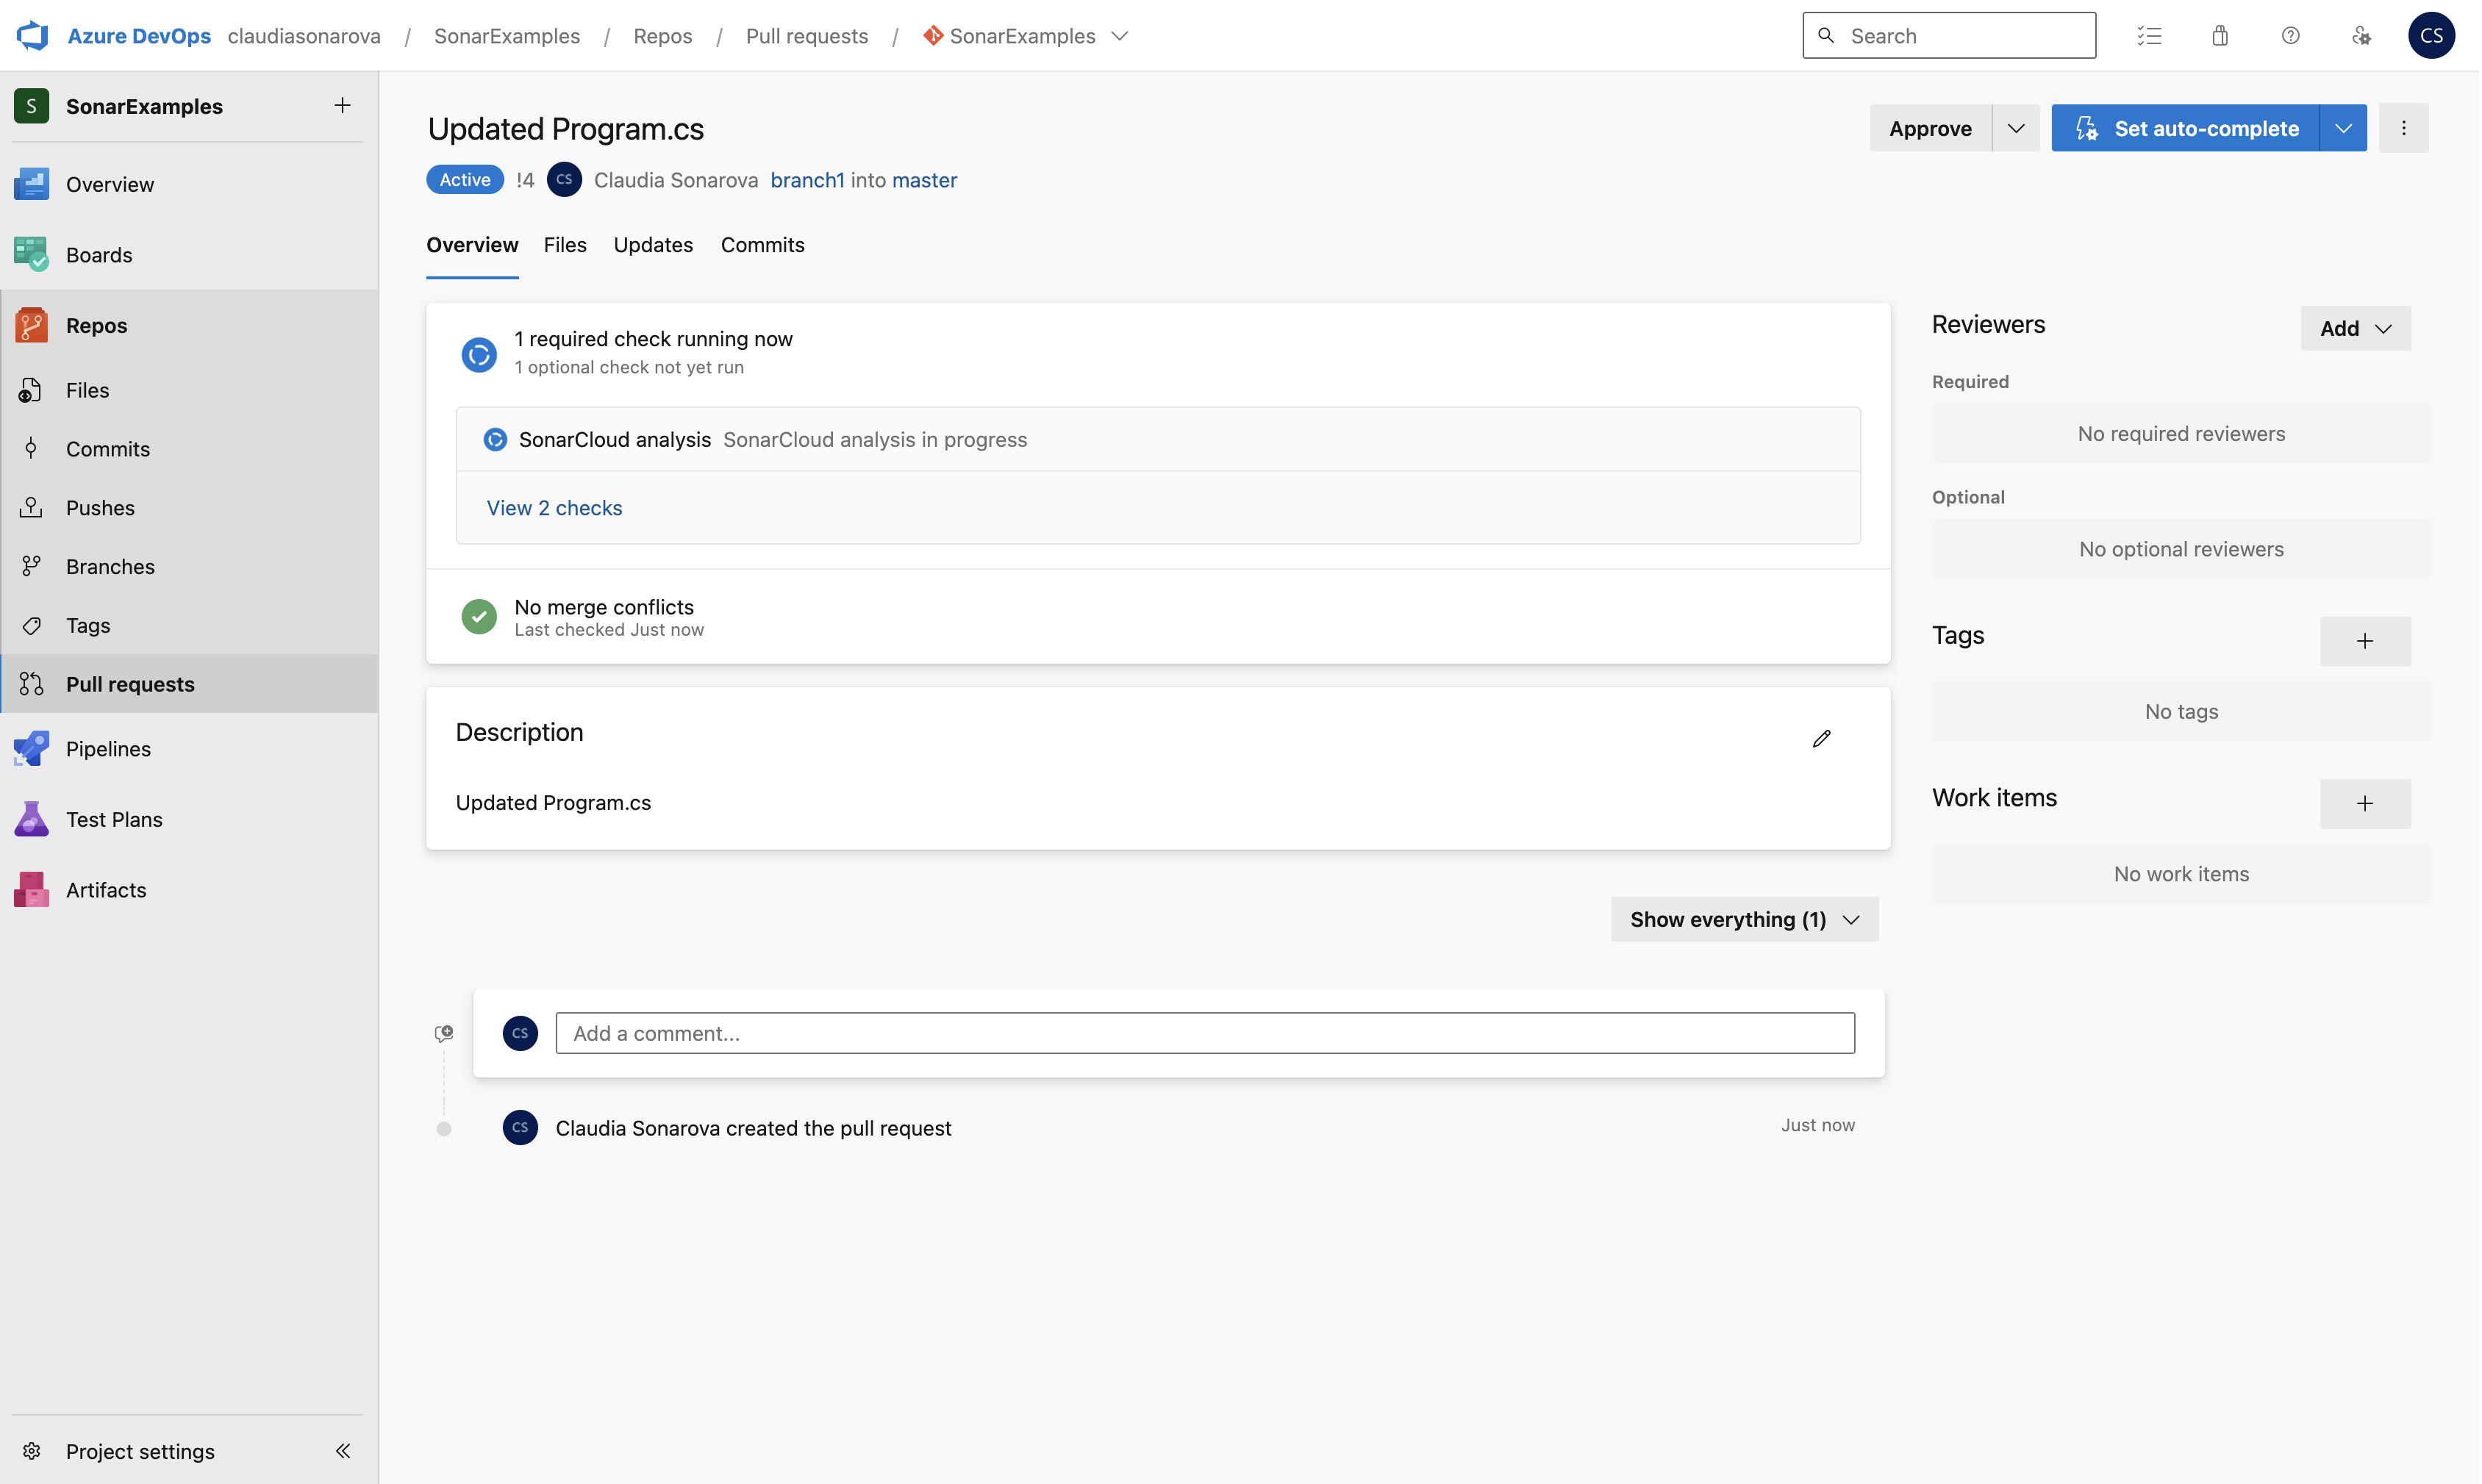 Azure DevOps claudiasonarova / SonarExamples / Repos / Pull requests / SonarExamples
Search
CS
S SonarExamples
Overview
Boards
Repos
Files
Commits
Pushes
Branches
Tags
Pull requests
Pipelines
Test Plans
Artifacts
Project settings
Updated Program.cs
Approve
Set auto-complete
Active !4 CS Claudia Sonarova branch1 into master
Overview Files Updates Commits
1 required check running now
1 optional check not yet run
SonarCloud analysis SonarCloud analysis in progress
View 2 checks
No merge conflicts
Last checked Just now
Description
Updated Program.cs
Show everything (1)
CS Add a comment...
CS Claudia Sonarova created the pull request Just now
Reviewers Add
Required
No required reviewers
Optional
No optional reviewers
Tags
No tags
Work items
No work items